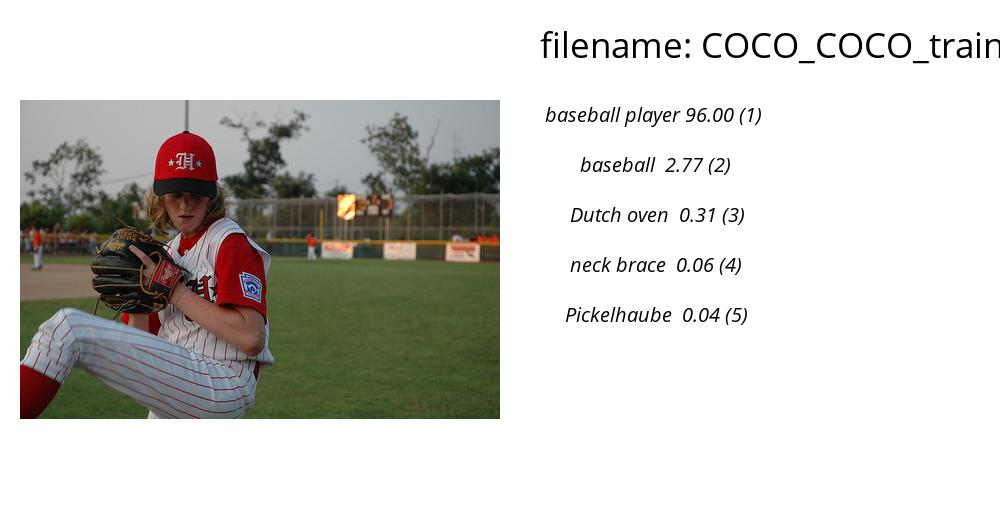 filename: COCO_COCO_train
baseball player 96.00 (1)
baseball 2.77 (2)
Dutch oven 0.31 (3)
neck brace 0.06 (4)
Pickelhaube 0.04 (5)
H